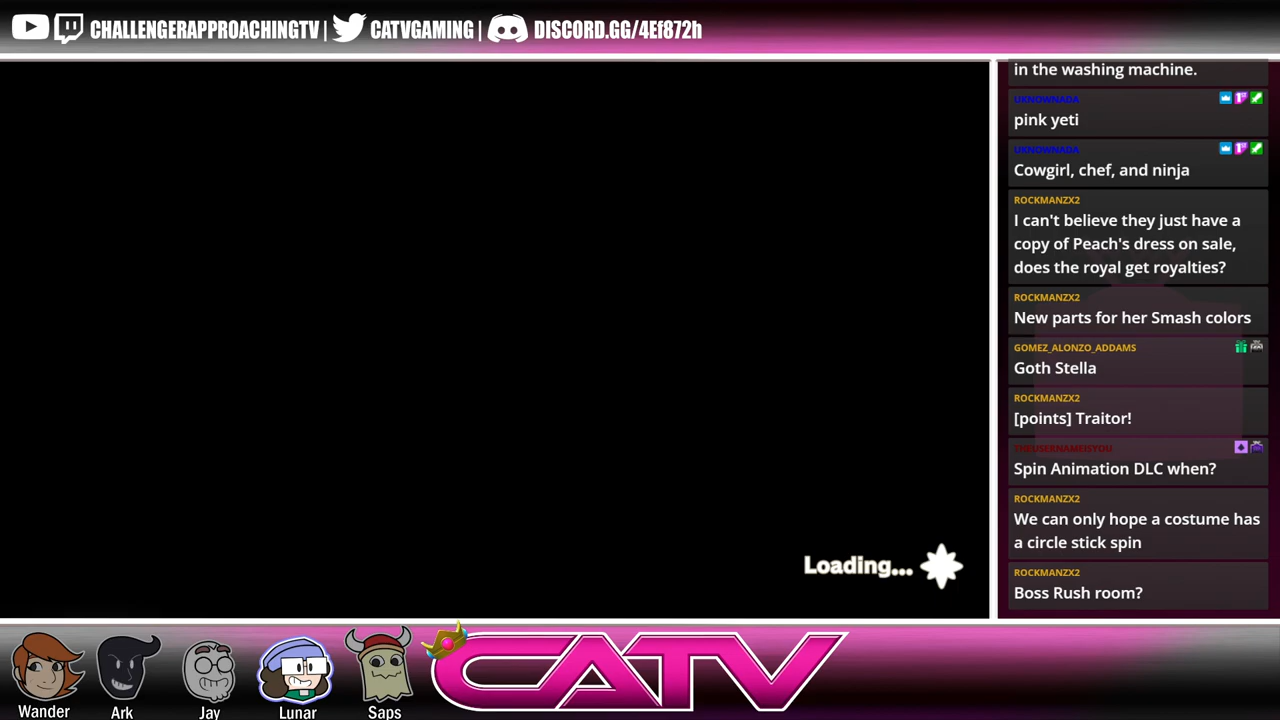 CHALLENGERAPPROACHINGTV | CATVGAMING | DISCORD.GG/4Ef872h
in the washing machine.
UKNOWNADA
pink yeti
UKNOWNADA
Cowgirl, chef, and ninja
ROCKMANZX2
I can't believe they just have a
copy of Peach's dress on sale,
does the royal get royalties?
ROCKMANZX2
New parts for her Smash colors
GOMEZ_ALONZO_ADDAMS
Goth Stella
ROCKMANZX2
[points] Traitor!
THEUSERNAMEISYOU
Spin Animation DLC when?
ROCKMANZX2
We can only hope a costume has
a circle stick spin
ROCKMANZX2
Boss Rush room?
Loading...
CATV
Wander Ark Jay Lunar Saps